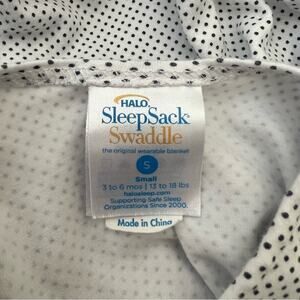 HALO
SleepSack
Swaddle
the original wearable blanket
S
Small
3 to 6 mos | 13 to 18 lbs
halosleep.com
Supporting Safe Sleep
Organizations Since 2000.
Made in China